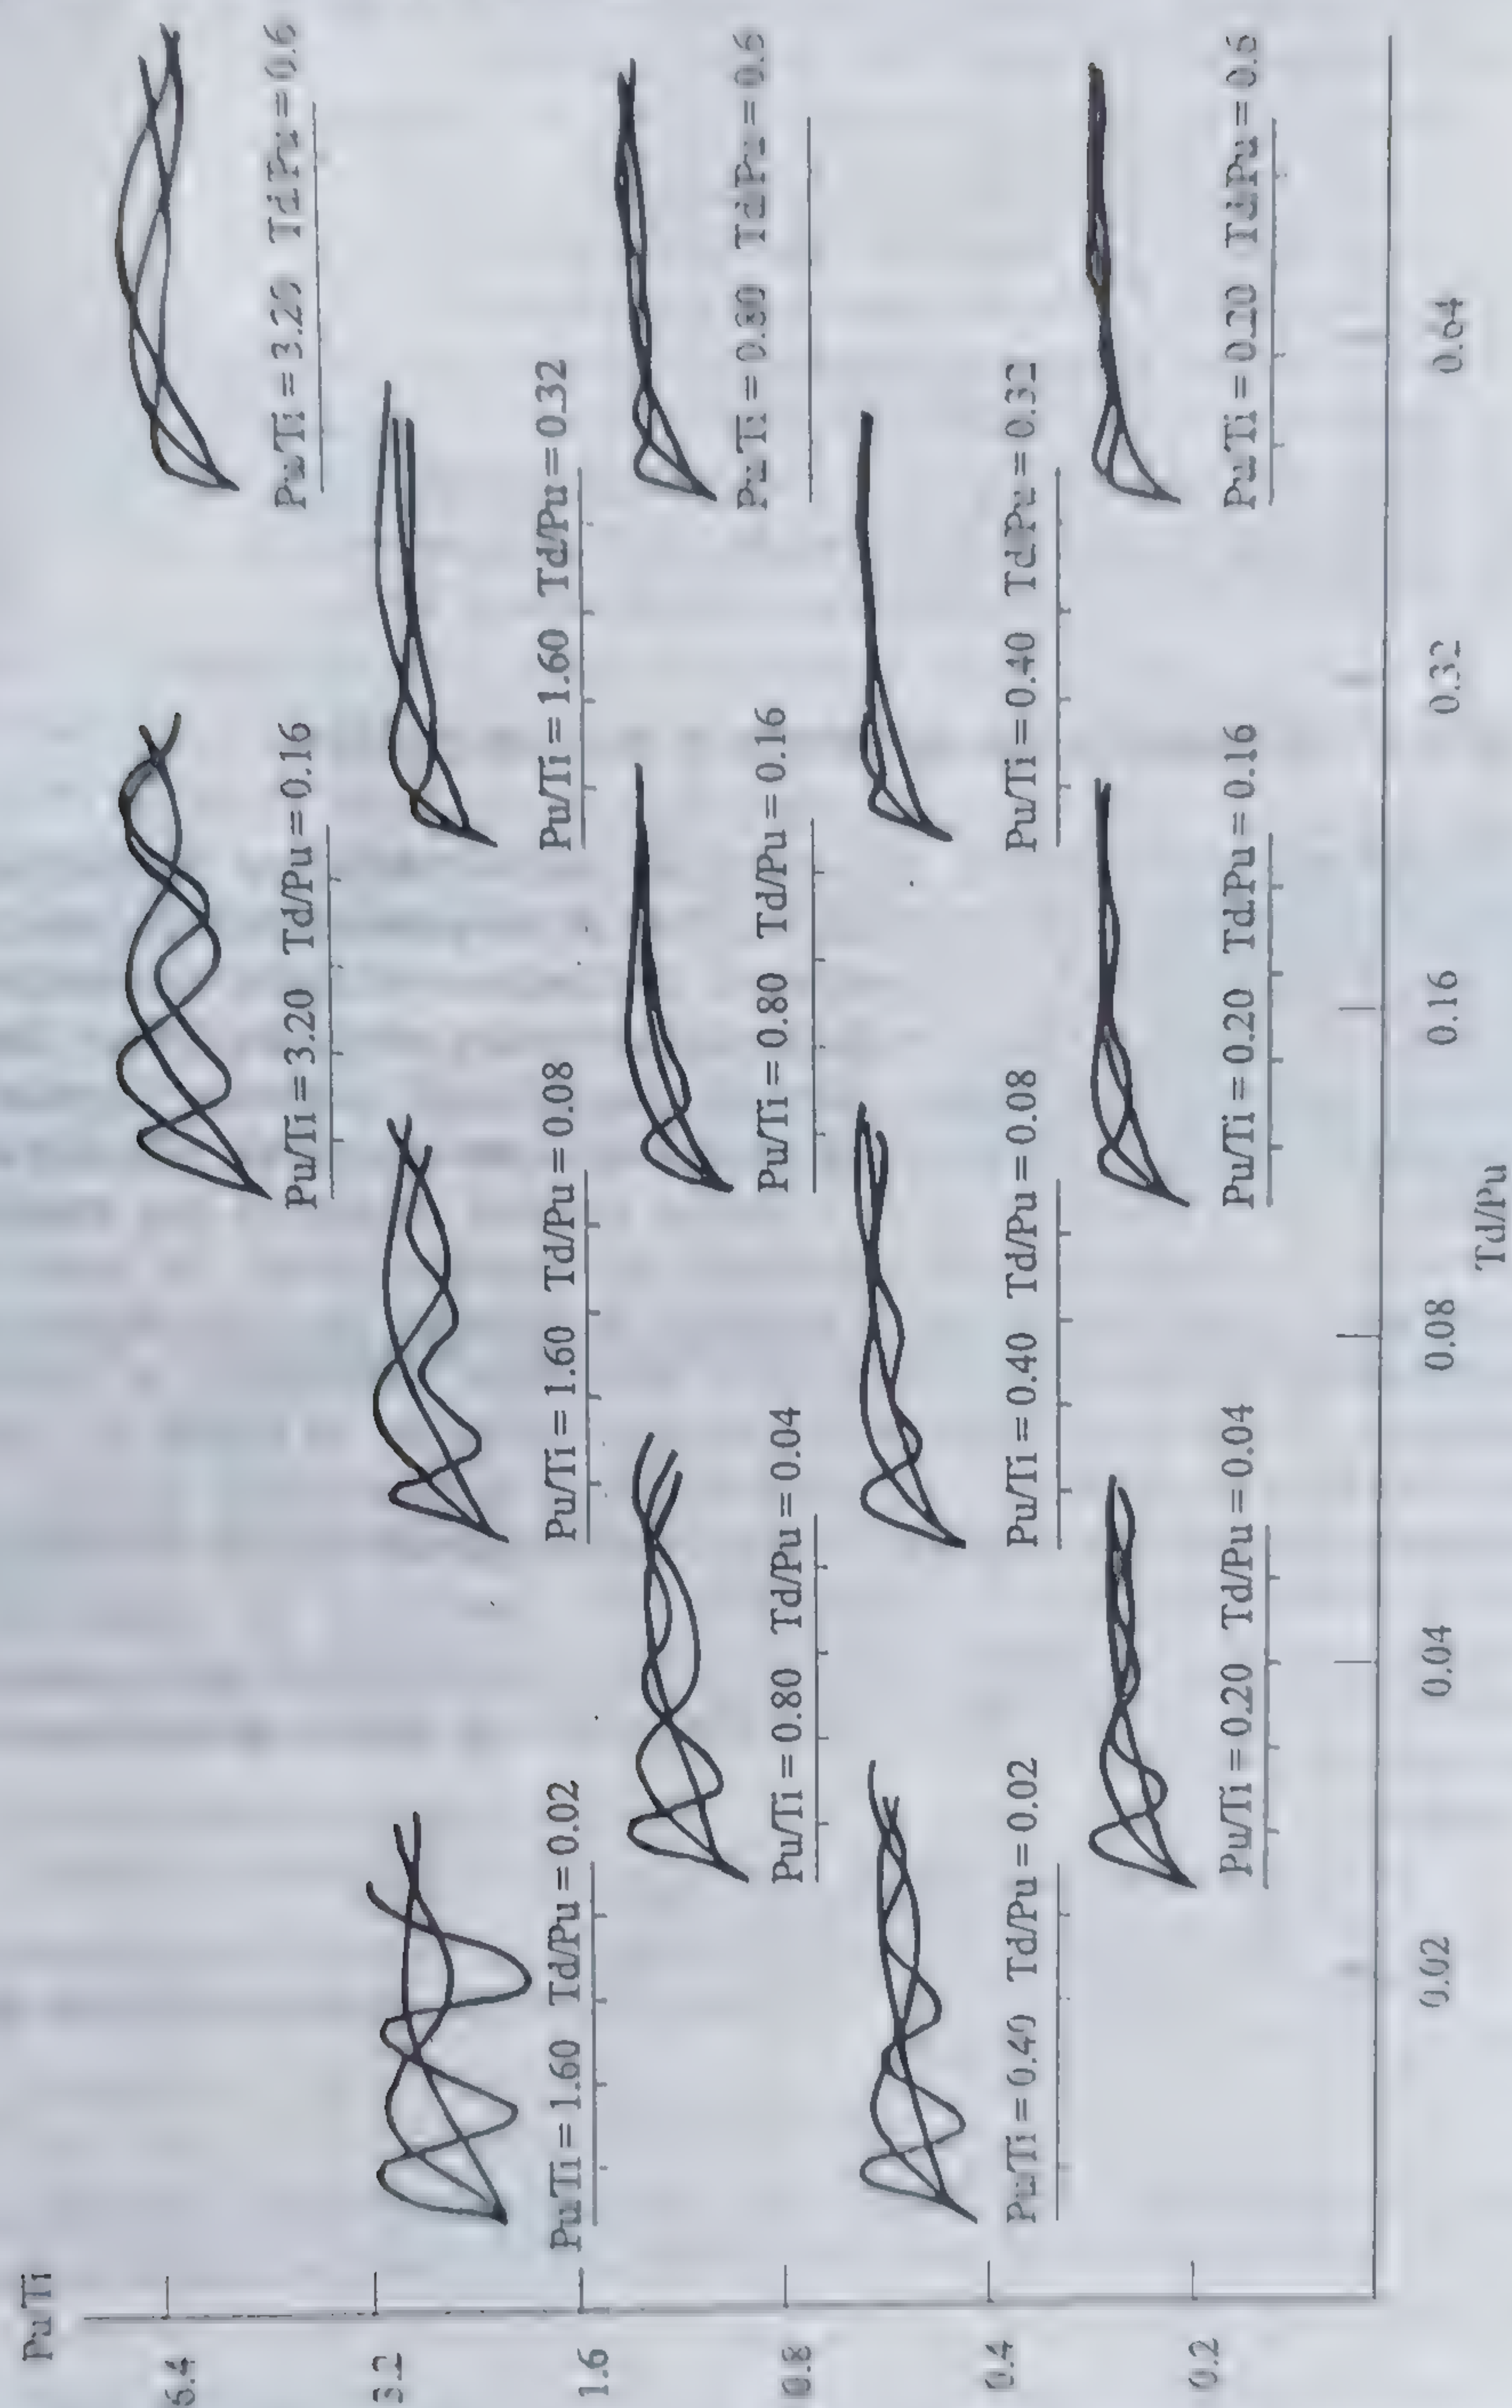 Pu/Ti
6.4
Pu/Ti = 3.20 Td/Pu = 0.16
Pu/Ti = 3.20 Td/Pu = 0.6
3.2
Pu/Ti = 1.60 Td/Pu = 0.02
Pu/Ti = 1.60 Td/Pu = 0.08
Pu/Ti = 1.60 Td/Pu = 0.32
1.6
Pu/Ti = 0.80 Td/Pu = 0.04
Pu/Ti = 0.80 Td/Pu = 0.16
Pu/Ti = 0.80 Td/Pu = 0.6
0.8
Pu/Ti = 0.40 Td/Pu = 0.02
Pu/Ti = 0.40 Td/Pu = 0.08
Pu/Ti = 0.40 Td/Pu = 0.32
0.4
Pu/Ti = 0.20 Td/Pu = 0.04
Pu/Ti = 0.20 Td/Pu = 0.16
Pu/Ti = 0.20 Td/Pu = 0.6
0.2
0.02
0.04
0.08
0.16
0.32
0.64
Td/Pu